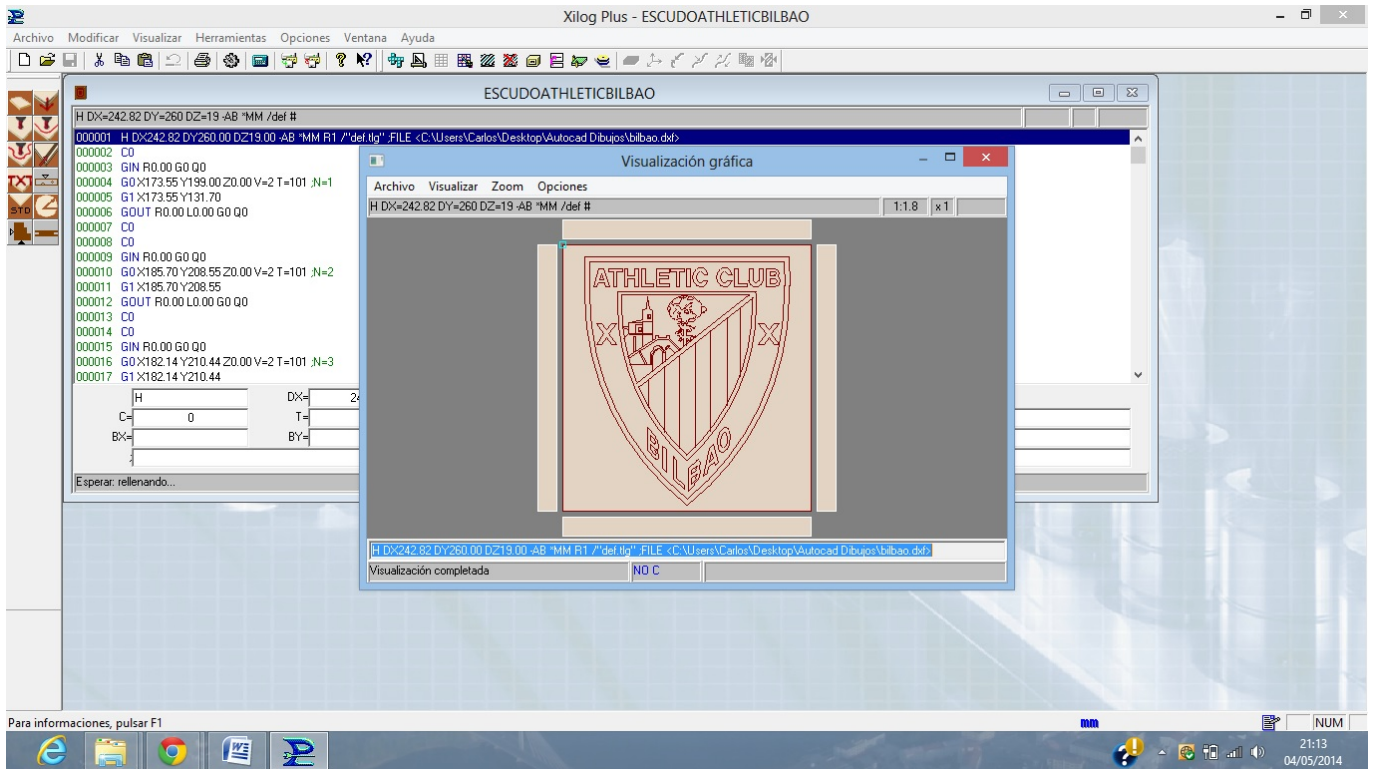 Xilog Plus - ESCUDOATHLETICBILBAO
Archivo Modificar Visualizar Herramientas Opciones Ventana Ayuda
ESCUDOATHLETICBILBAO
H DX=242.82 DY=260 DZ=19 -AB *MM /def #
000001 H DX242.82 DY260.00 DZ19.00 -AB *MM R1 /"def.tlg" ;FILE <C:\Users\Carlos\Desktop\Autocad Dibujos\bilbao.dxf>
000002 C0
000003 GIN R0.00 G0 Q0
000004 G0 X173.55 Y199.00 Z0.00 V=2 T=101 ;N=1
000005 G1 X173.55 Y131.70
000006 GOUT R0.00 L0.00 G0 Q0
000007 C0
000008 C0
000009 GIN R0.00 G0 Q0
000010 G0 X185.70 Y208.55 Z0.00 V=2 T=101 ;N=2
000011 G1 X185.70 Y208.55
000012 GOUT R0.00 L0.00 G0 Q0
000013 C0
000014 C0
000015 GIN R0.00 G0 Q0
000016 G0 X182.14 Y210.44 Z0.00 V=2 T=101 ;N=3
000017 G1 X182.14 Y210.44
H DX= 24
C= 0 T=
BX= BY=
;
Esperar: rellenando...
TXT
STD
Visualización gráfica
Archivo Visualizar Zoom Opciones
H DX=242.82 DY=260 DZ=19 -AB *MM /def # 1:1.8 x 1
ATHLETIC CLUB
X X
BILBAO
H DX242.82 DY260.00 DZ19.00 -AB *MM R1 /"def.tlg" ;FILE <C:\Users\Carlos\Desktop\Autocad Dibujos\bilbao.dxf>
Visualización completada NO C
Para informaciones, pulsar F1 mm NUM
21:13
04/05/2014